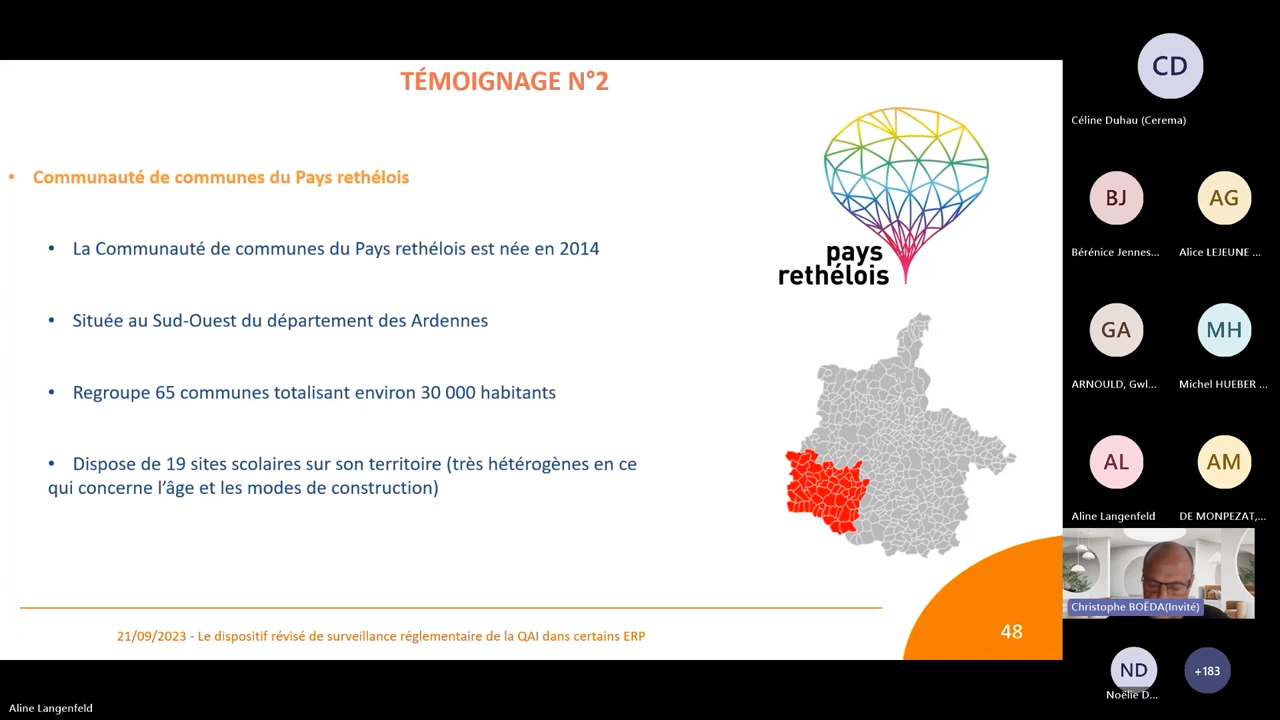 TÉMOIGNAGE N°2
• Communauté de communes du Pays rethélois
• La Communauté de communes du Pays rethélois est née en 2014
• Située au Sud-Ouest du département des Ardennes
• Regroupe 65 communes totalisant environ 30 000 habitants
• Dispose de 19 sites scolaires sur son territoire (très hétérogènes en ce
qui concerne l'âge et les modes de construction)
pays
rethélois
21/09/2023 - Le dispositif révisé de surveillance réglementaire de la QAI dans certains ERP
48
CD
Céline Duhau (Cerema)
BJ
AG
Bérénice Jennes...
Alice LEJEUNE ...
GA
MH
ARNOULD, Gwl...
Michel HUEBER ...
AL
AM
Aline Langenfeld
DE MONPEZAT,...
Christophe BOËDA(Invité)
ND
+183
Noëlie D...
Aline Langenfeld